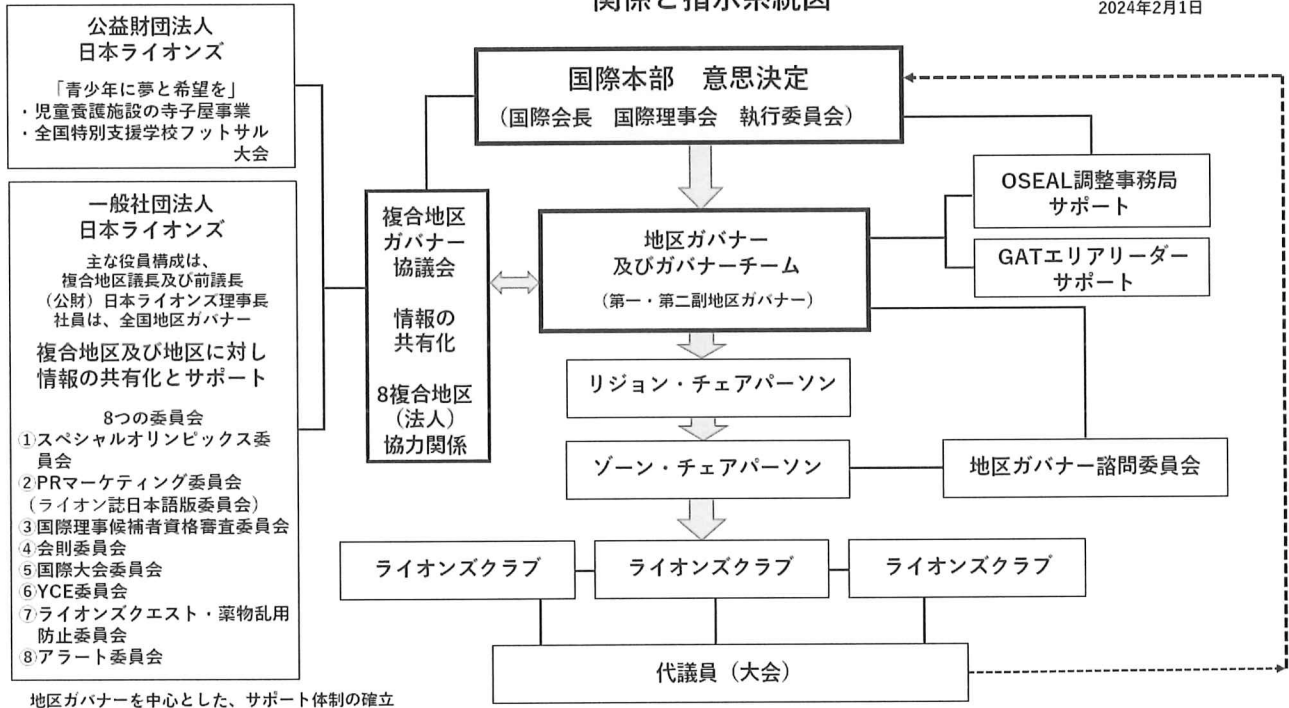 関係と指示系統図
2024年2月1日
公益財団法人
日本ライオンズ
「青少年に夢と希望を」
・児童養護施設の寺子屋事業
・全国特別支援学校フットサル
大会
一般社団法人
日本ライオンズ
主な役員構成は、
複合地区議長及び前議長
（公財）日本ライオンズ理事長
社員は、全国地区ガバナー
複合地区及び地区に対し
情報の共有化とサポート
8つの委員会
①スペシャルオリンピックス委
員会
②PRマーケティング委員会
（ライオン誌日本語版委員会）
③国際理事候補者資格審査委員会
④会則委員会
⑤国際大会委員会
⑥YCE委員会
⑦ライオンズクエスト・薬物乱用
防止委員会
⑧アラート委員会
地区ガバナーを中心とした、サポート体制の確立
複合地区
ガバナー
協議会
情報の
共有化
8複合地区
（法人）
協力関係
国際本部　意思決定
（国際会長　国際理事会　執行委員会）
地区ガバナー
及びガバナーチーム
（第一・第二副地区ガバナー）
OSEAL調整事務局
サポート
GATエリアリーダー
サポート
リジョン・チェアパーソン
ゾーン・チェアパーソン
地区ガバナー諮問委員会
ライオンズクラブ
ライオンズクラブ
ライオンズクラブ
代議員（大会）